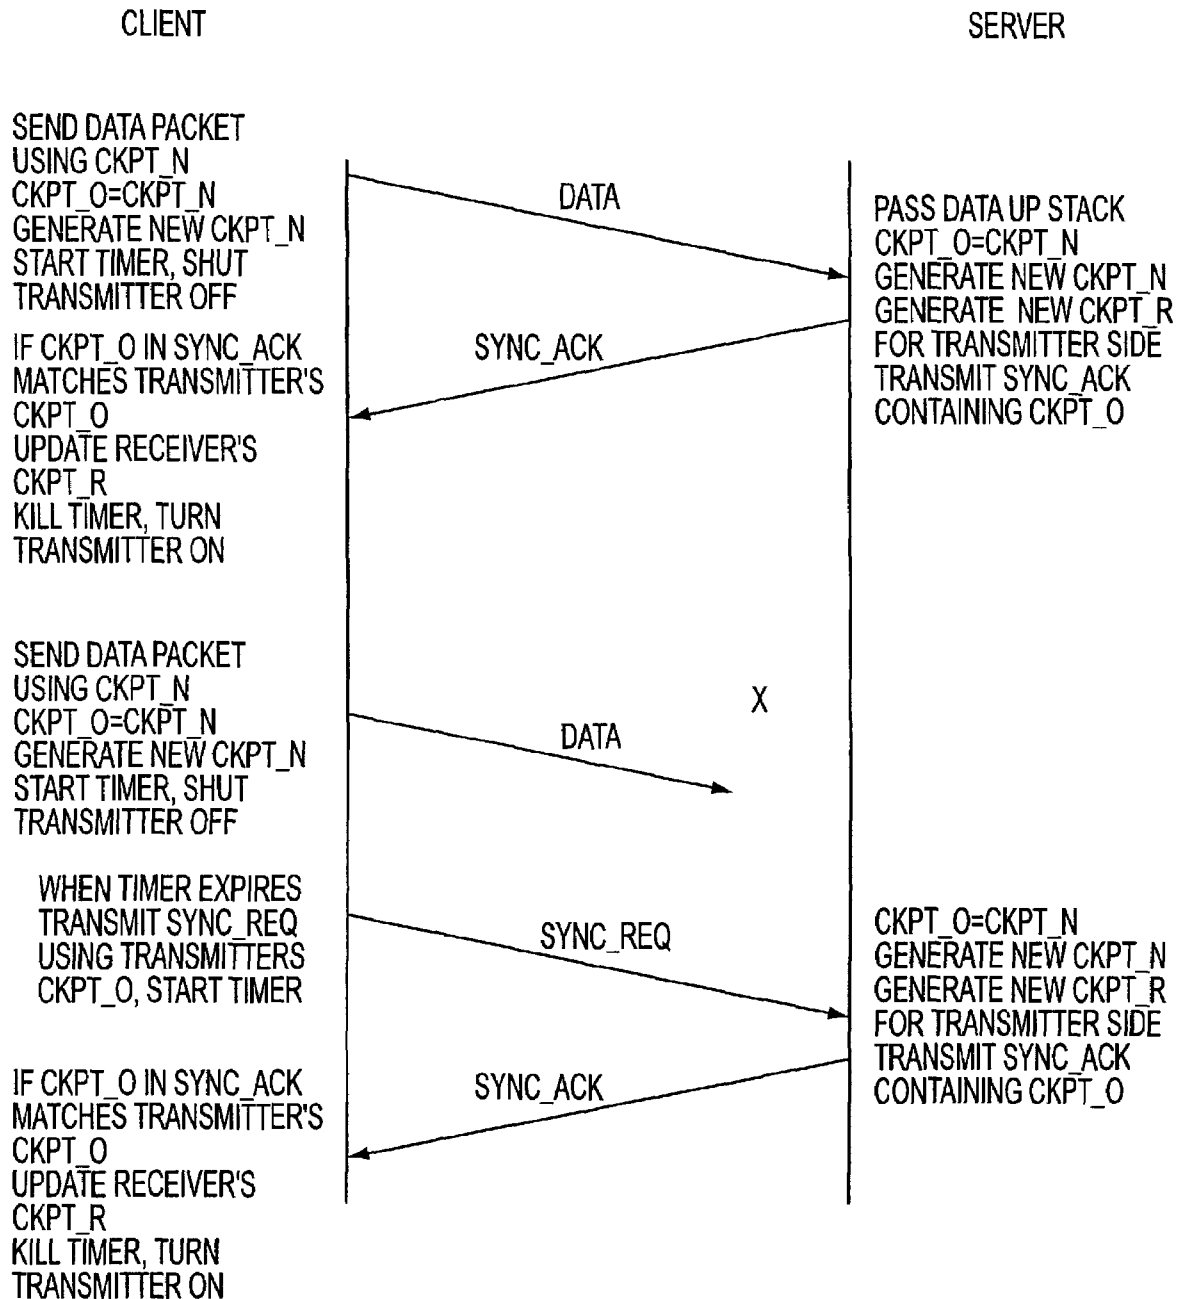 CLIENT
SERVER
SEND DATA PACKET
USING CKPT_N
CKPT_O=CKPT_N
GENERATE NEW CKPT_N
START TIMER, SHUT
TRANSMITTER OFF
DATA
PASS DATA UP STACK
CKPT_O=CKPT_N
GENERATE NEW CKPT_N
GENERATE NEW CKPT_R
FOR TRANSMITTER SIDE
TRANSMIT SYNC_ACK
CONTAINING CKPT_O
SYNC_ACK
IF CKPT_O IN SYNC_ACK
MATCHES TRANSMITTER'S
CKPT_O
UPDATE RECEIVER'S
CKPT_R
KILL TIMER, TURN
TRANSMITTER ON
SEND DATA PACKET
USING CKPT_N
CKPT_O=CKPT_N
GENERATE NEW CKPT_N
START TIMER, SHUT
TRANSMITTER OFF
DATA
X
WHEN TIMER EXPIRES
TRANSMIT SYNC_REQ
USING TRANSMITTERS
CKPT_O, START TIMER
SYNC_REQ
CKPT_O=CKPT_N
GENERATE NEW CKPT_N
GENERATE NEW CKPT_R
FOR TRANSMITTER SIDE
TRANSMIT SYNC_ACK
CONTAINING CKPT_O
SYNC_ACK
IF CKPT_O IN SYNC_ACK
MATCHES TRANSMITTER'S
CKPT_O
UPDATE RECEIVER'S
CKPT_R
KILL TIMER, TURN
TRANSMITTER ON